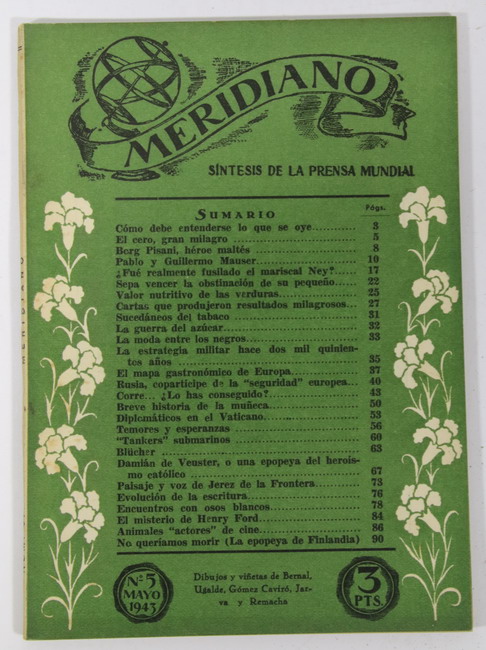 MERIDIANO
SÍNTESIS DE LA PRENSA MUNDIAL
SUMARIO Págs.
Cómo debe entenderse lo que se oye........... 3
El cero, gran milagro ........................ 5
Borg Pisani, héroe maltés .................... 8
Pablo y Guillermo Mauser..................... 10
¿Fué realmente fusilado el mariscal Ney?..... 17
Sepa vencer la obstinación de su pequeño..... 22
Valor nutritivo de las verduras.............. 25
Cartas que produjeron resultados milagrosos.. 27
Sucedáneos del tabaco ....................... 31
La guerra del azúcar......................... 32
La moda entre los negros..................... 33
La estrategia militar hace dos mil quinien-
tos años .................................... 35
El mapa gastronómico de Europa............... 37
Rusia, copartícipe de la "seguridad" europea... 40
Corre... ¿Lo has conseguido?................. 43
Breve historia de la muñeca.................. 50
Diplomáticos en el Vaticano.................. 53
Temores y esperanzas ........................ 56
"Tankers" submarinos ........................ 60
Blücher ..................................... 63
Damián de Veuster, o una epopeya del heroís-
mo católico ................................. 67
Paisaje y voz de Jerez de la Frontera........ 73
Evolución de la escritura.................... 76
Encuentros con osos blancos.................. 78
El misterio de Henry Ford.................... 84
Animales "actores" de cine................... 86
No queríamos morir (La epopeya de Finlandia) 90
Nº 5
MAYO
1943
Dibujos y viñetas de Bernal,
Ugalde, Gómez Caviró, Jar-
va y Remacha
3
PTS.
MERIDIANO